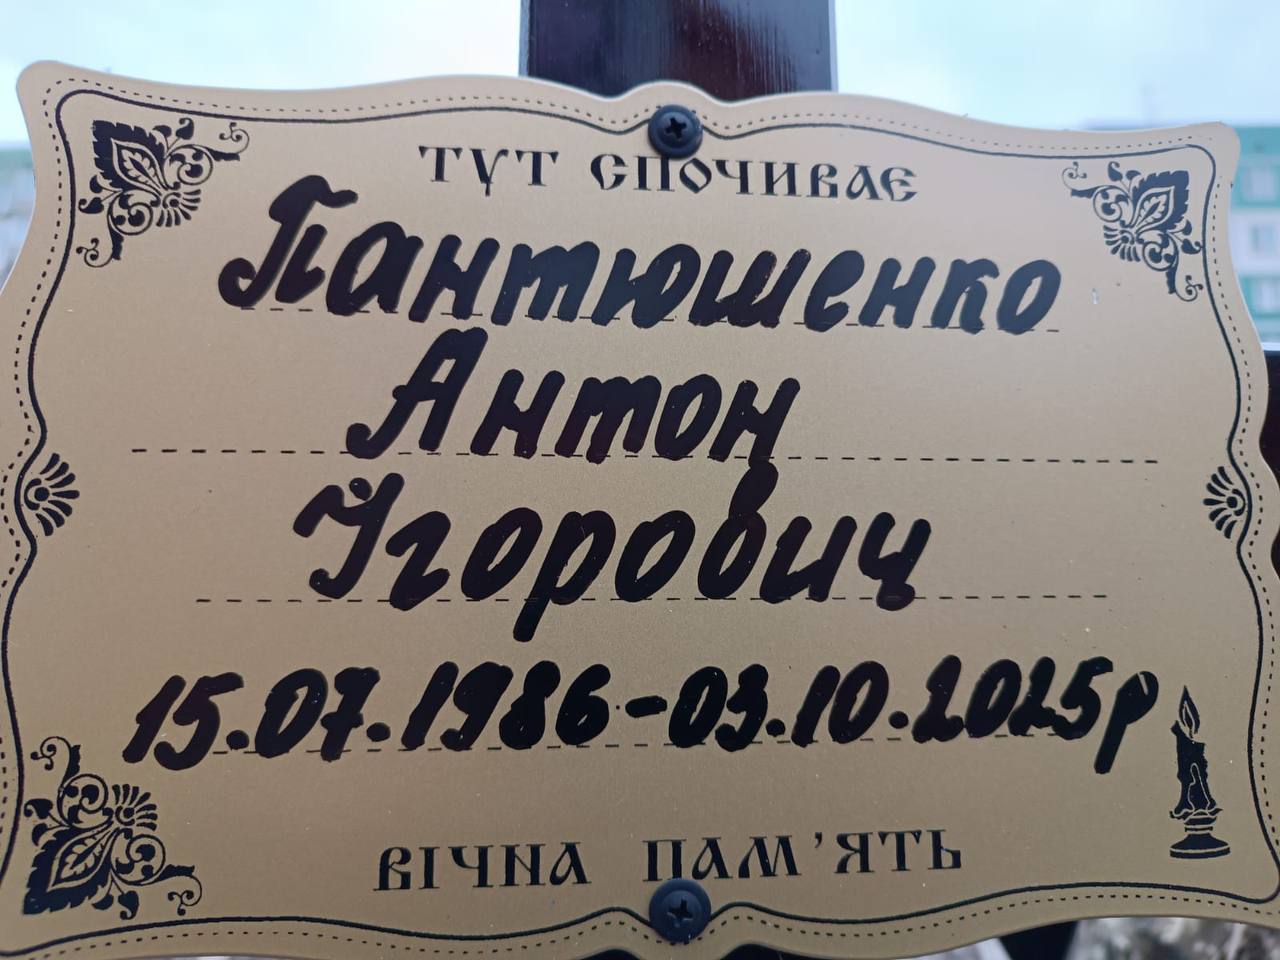 ТУТ СПОЧИВАЄ
Пантюшенко
Антон
Ігорович
15.07.1986-03.10.2025р
ВІЧНА ПАМ'ЯТЬ